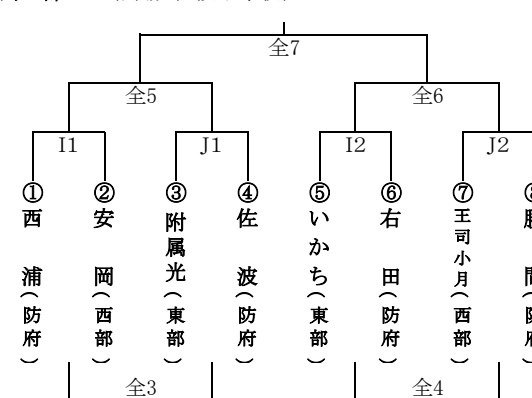 全7
全5
全6
I1
J1
I2
J2
①西浦（防府）
②安岡（西部）
③附属光（東部）
④佐波（防府）
⑤いかち（東部）
⑥右田（防府）
⑦王司小月（西部）
全3
全4